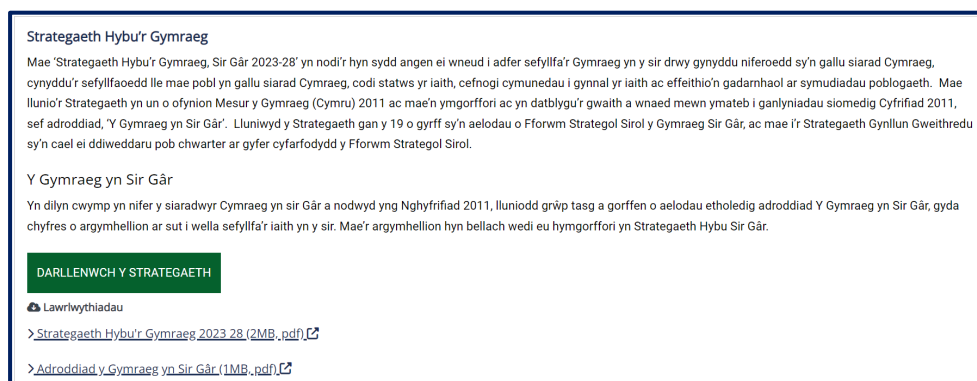 Strategaeth Hybu’r Gymraeg
Mae ‘Strategaeth Hybu’r Gymraeg, Sir Gâr 2023-28’ yn nodi’r hyn sydd angen ei wneud i adfer sefyllfa’r Gymraeg yn y sir drwy gynyddu niferoedd sy’n gallu siarad Cymraeg,
cynyddu’r sefyllfaoedd lle mae pobl yn gallu siarad Cymraeg, codi statws yr iaith, cefnogi cymunedau i gynnal yr iaith ac effeithio’n gadarnhaol ar symudiadau poblogaeth. Mae
llunio’r Strategaeth yn un o ofynion Mesur y Gymraeg (Cymru) 2011 ac mae’n ymgorffori ac yn datblygu’r gwaith a wnaed mewn ymateb i ganlyniadau siomedig Cyfrifiad 2011,
sef adroddiad, ‘Y Gymraeg yn Sir Gâr’. Lluniwyd y Strategaeth gan y 19 o gyrff sy’n aelodau o Fforwm Strategol Sirol y Gymraeg Sir Gâr, ac mae i’r Strategaeth Gynllun Gweithredu
sy’n cael ei ddiweddaru pob chwarter ar gyfer cyfarfodydd y Fforwm Strategol Sirol.
Y Gymraeg yn Sir Gâr
Yn dilyn cwymp yn nifer y siaradwyr Cymraeg yn sir Gâr a nodwyd yng Nghyfrifiad 2011, lluniodd grŵp tasg a gorffen o aelodau etholedig adroddiad Y Gymraeg yn Sir Gâr, gyda
chyfres o argymhellion ar sut i wella sefyllfa’r iaith yn y sir. Mae’r argymhellion hyn bellach wedi eu hymgorffori yn Strategaeth Hybu Sir Gâr.
DARLLENWCH Y STRATEGAETH
Lawrlwythiadau
Strategaeth Hybu'r Gymraeg 2023 28 (2MB, pdf)
Adroddiad y Gymraeg yn Sir Gâr (1MB, pdf)